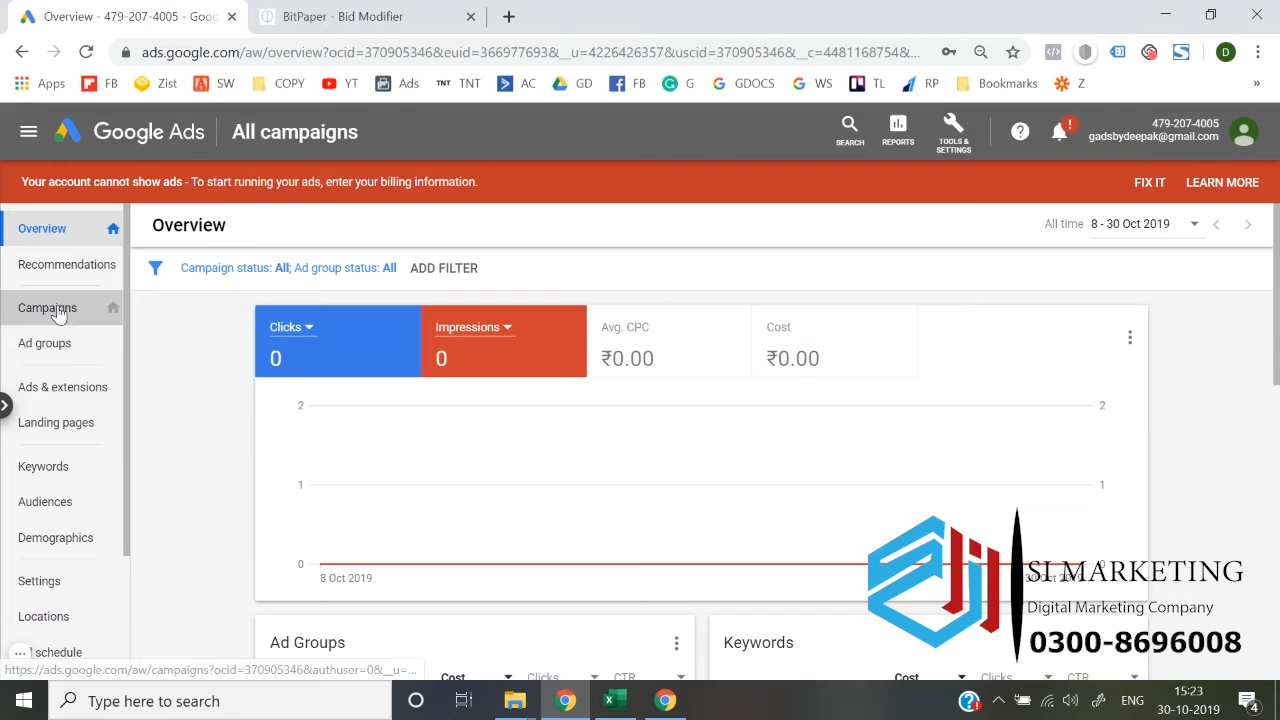 Overview - 479-207-4005 - Goog
BitPaper - Bid Modifier
ads.google.com/aw/overview?ocid=370905346&euid=366977693&__u=4226426357&uscid=370905346&__c=4481168754&...
Apps
FB
Zist
SW
COPY
YT
Ads
TNT TNT
AC
GD
FB
G
GDOCS
WS
TL
RP
Bookmarks
Z
»
Google Ads
All campaigns
SEARCH
REPORTS
TOOLS &
SETTINGS
479-207-4005
gadsbydeepak@gmail.com
Your account cannot show ads - To start running your ads, enter your billing information.
FIX IT
LEARN MORE
Overview
Recommendations
Campaigns
Ad groups
Ads & extensions
Landing pages
Keywords
Audiences
Demographics
Settings
Locations
schedule
Overview
All time 8 - 30 Oct 2019
Campaign status: All; Ad group status: All ADD FILTER
Clicks
0
Impressions
0
Avg. CPC
₹0.00
Cost
₹0.00
2
2
1
1
0
0
8 Oct 2019
30 Oct 2019
Ad Groups
Cost
Clicks
CTR
Keywords
Cost
Clicks
CTR
SI MARKETING
Digital Marketing Company
0300-8696008
https://ads.google.com/aw/campaigns?ocid=370905346&authuser=0&__u=...
Type here to search
ENG
15:23
30-10-2019
4